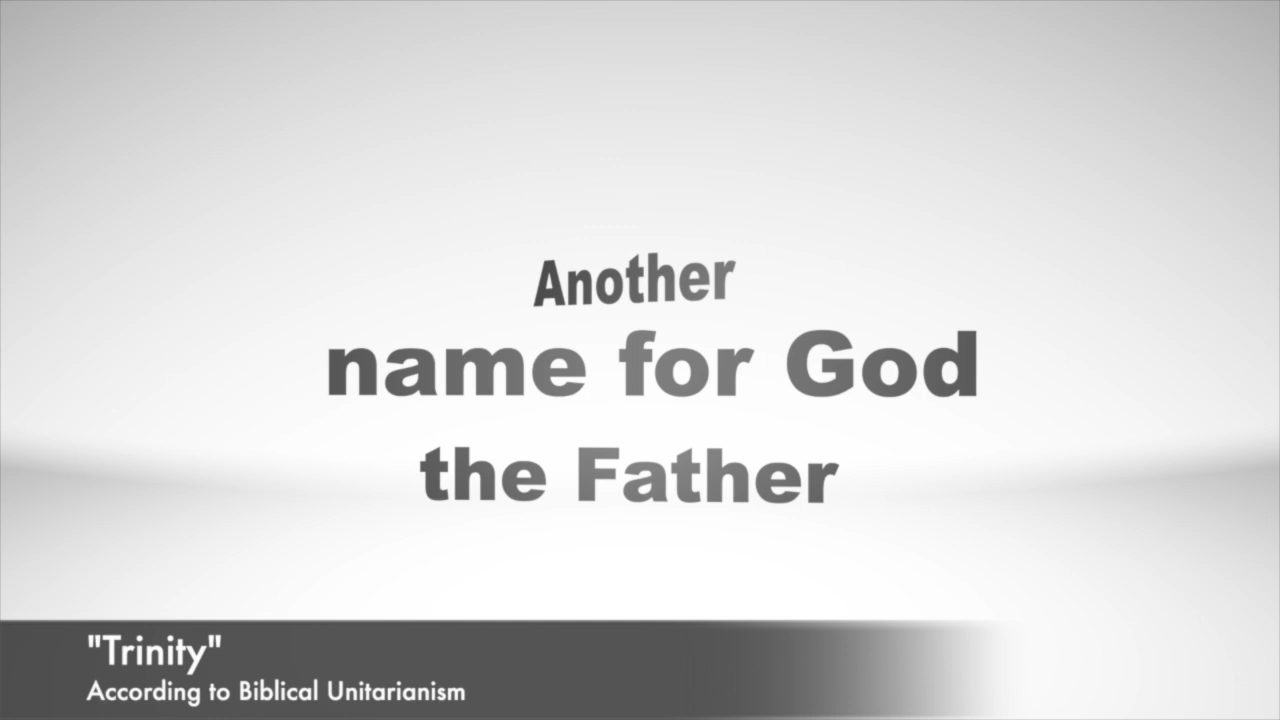 Another
name for God
the Father
"Trinity"
According to Biblical Unitarianism